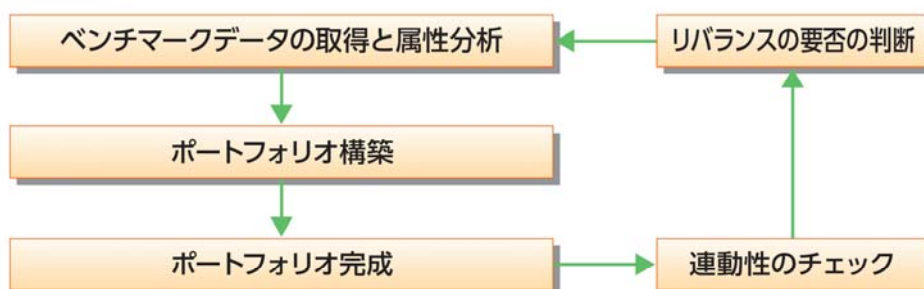 ベンチマークデータの取得と属性分析
リバランスの要否の判断
ポートフォリオ構築
ポートフォリオ完成
連動性のチェック